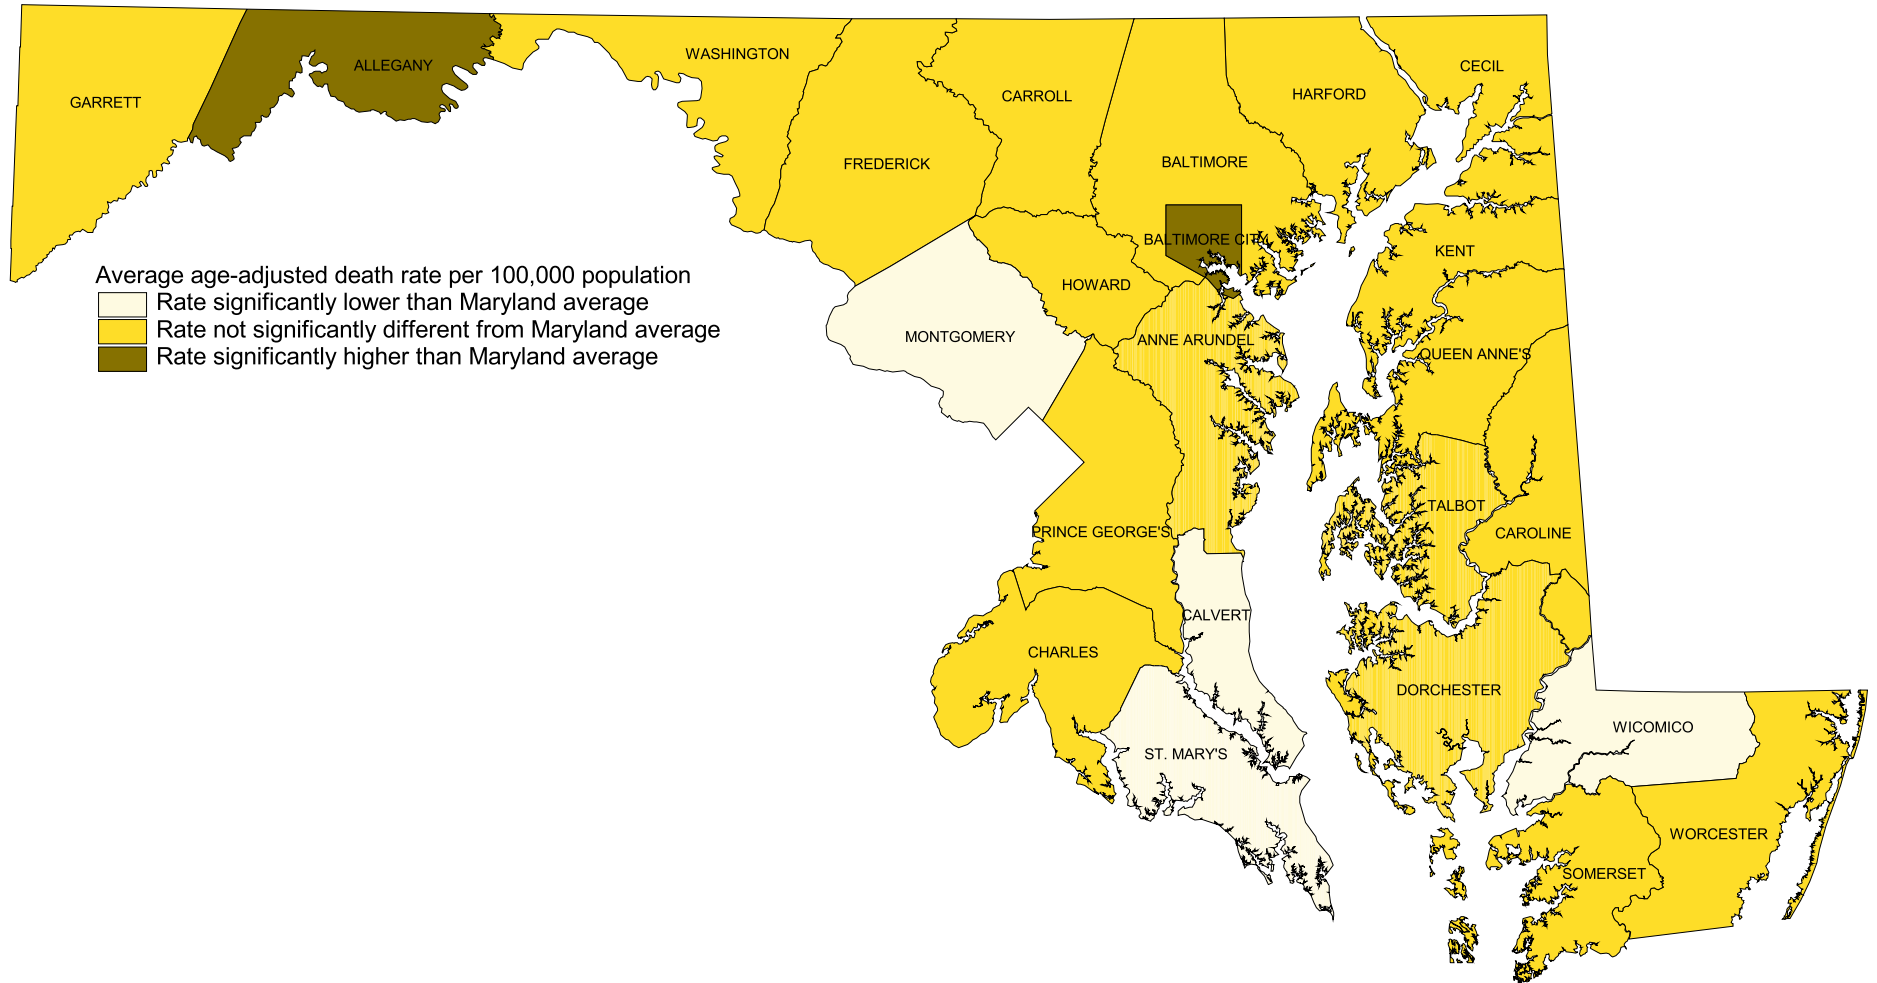 WASHINGTON
ALLEGANY
CECIL
GARRETT
CARROLL
HARFORD
FREDERICK
BALTIMORE
BALTIMORE CITY
KENT
Average age-adjusted death rate per 100,000 population
Rate significantly lower than Maryland average
Rate not significantly different from Maryland average
Rate significantly higher than Maryland average
HOWARD
MONTGOMERY
ANNE ARUNDEL
QUEEN ANNE'S
TALBOT
PRINCE GEORGE'S
CAROLINE
CALVERT
CHARLES
DORCHESTER
WICOMICO
ST. MARY'S
WORCESTER
SOMERSET